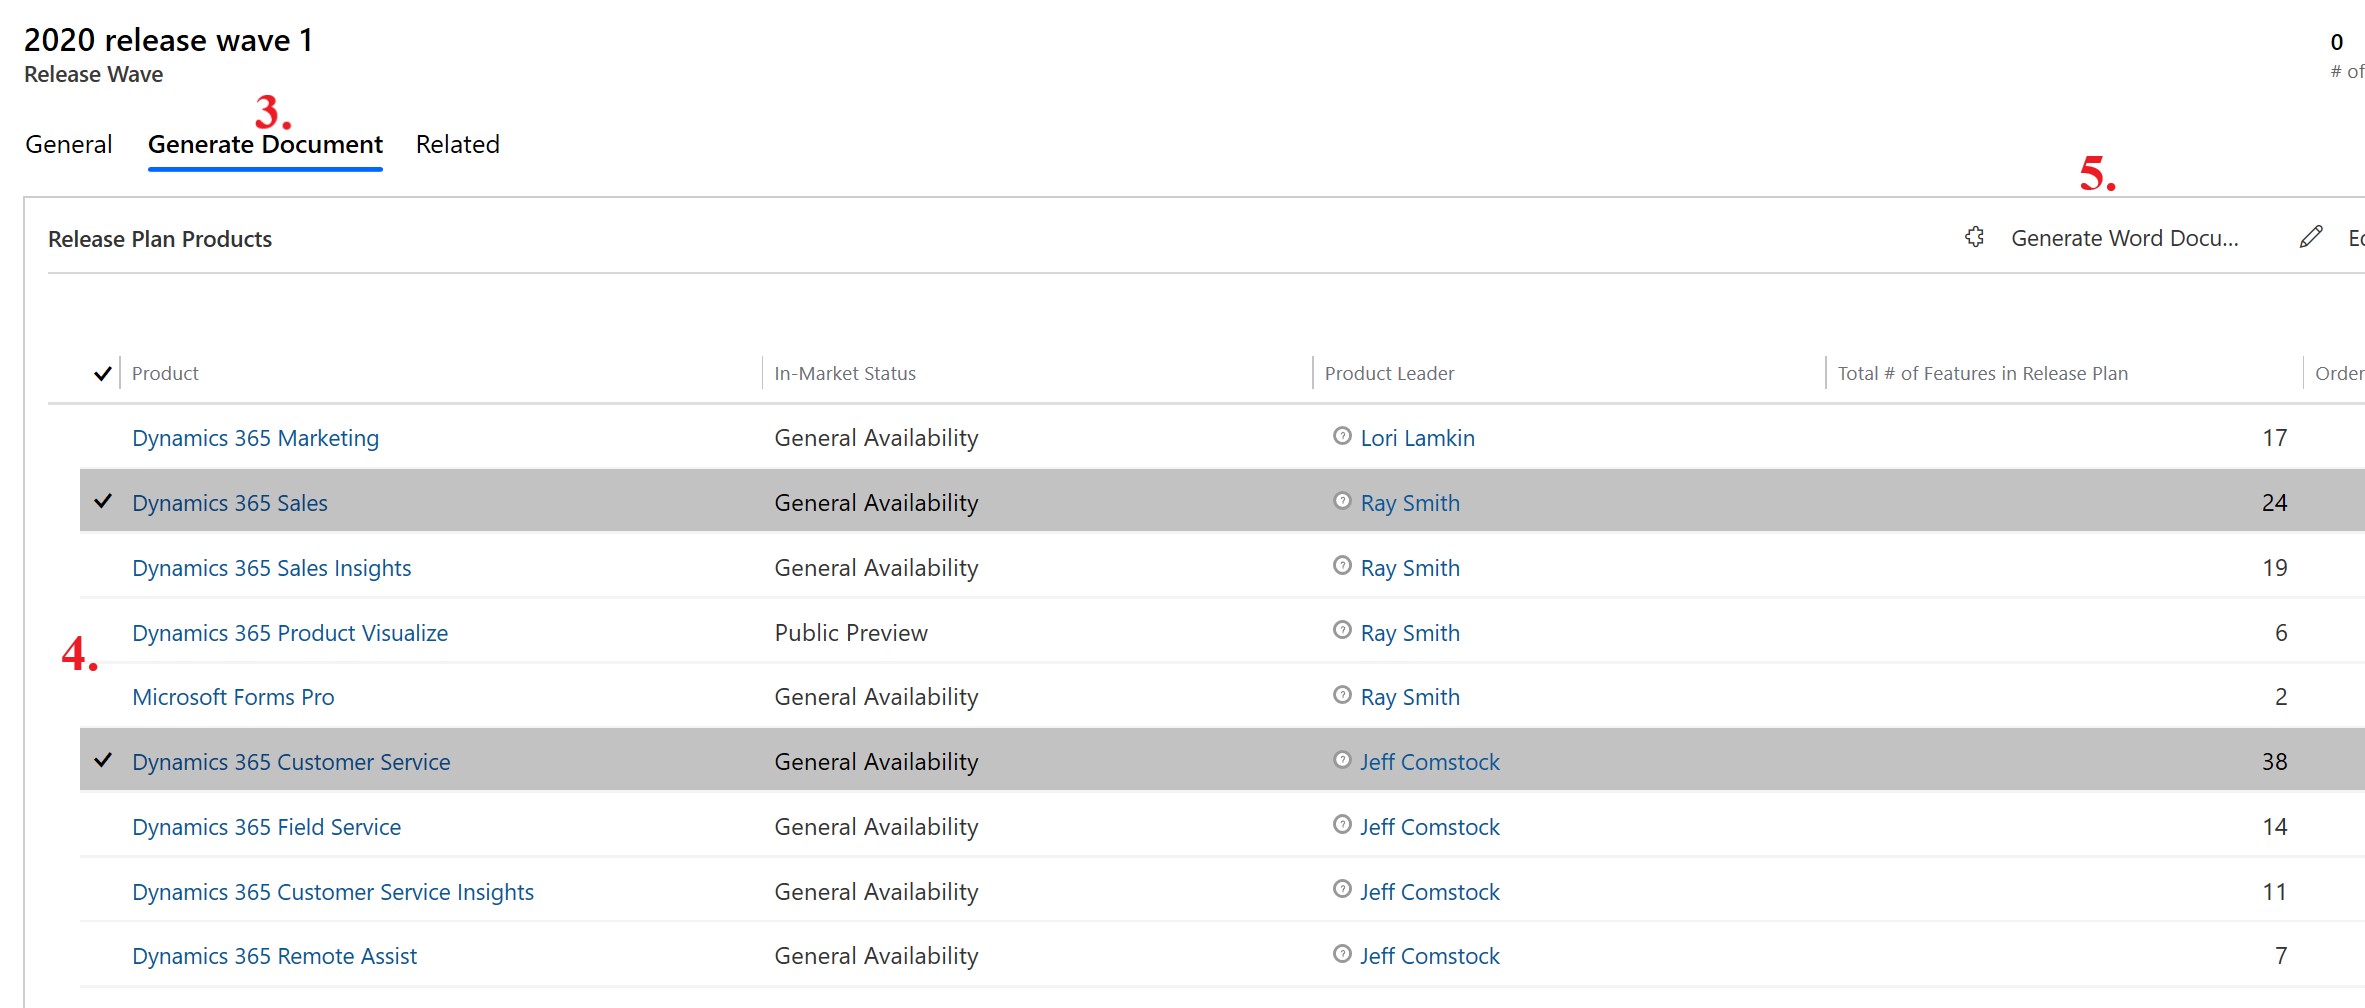 2020 release wave 1
0
Release Wave
# of
3.
General Generate Document Related
5.
Release Plan Products Generate Word Docu...
Product In-Market Status Product Leader Total # of Features in Release Plan Order
Dynamics 365 Marketing General Availability Lori Lamkin 17
Dynamics 365 Sales General Availability Ray Smith 24
Dynamics 365 Sales Insights General Availability Ray Smith 19
Dynamics 365 Product Visualize Public Preview Ray Smith 6
4.
Microsoft Forms Pro General Availability Ray Smith 2
Dynamics 365 Customer Service General Availability Jeff Comstock 38
Dynamics 365 Field Service General Availability Jeff Comstock 14
Dynamics 365 Customer Service Insights General Availability Jeff Comstock 11
Dynamics 365 Remote Assist General Availability Jeff Comstock 7